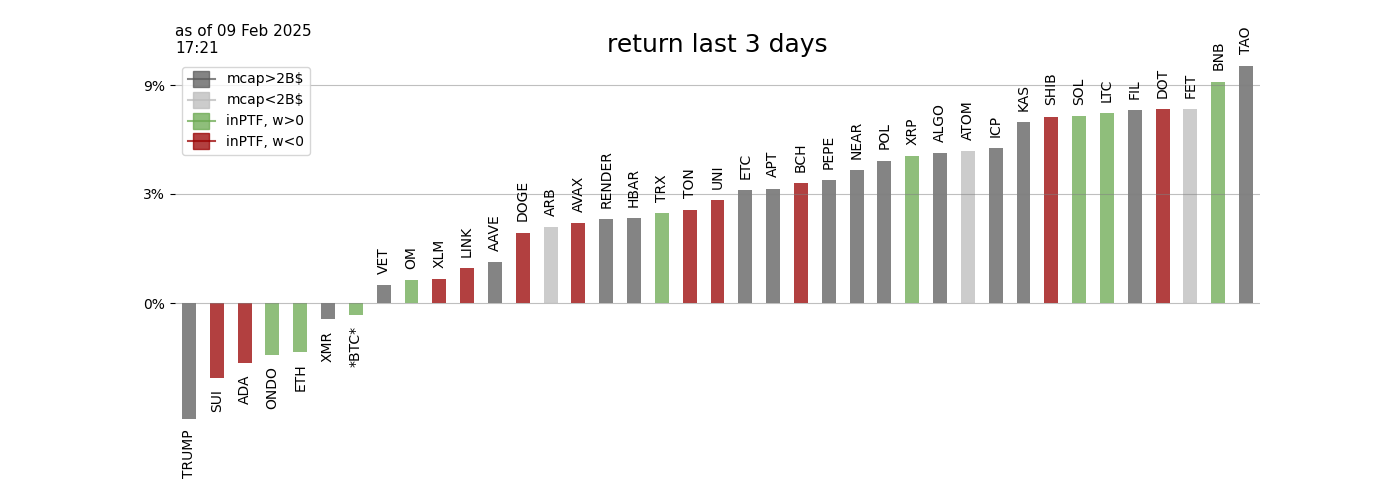 as of 09 Feb 2025
17:21
return last 3 days
mcap>2B$
mcap<2B$
inPTF, w>0
inPTF, w<0
9%
3%
0%
TRUMP
SUI
ADA
ONDO
ETH
XMR
*BTC*
VET
OM
XLM
LINK
AAVE
DOGE
ARB
AVAX
RENDER
HBAR
TRX
TON
UNI
ETC
APT
BCH
PEPE
NEAR
POL
XRP
ALGO
ATOM
ICP
KAS
SHIB
SOL
LTC
FIL
DOT
FET
BNB
TAO